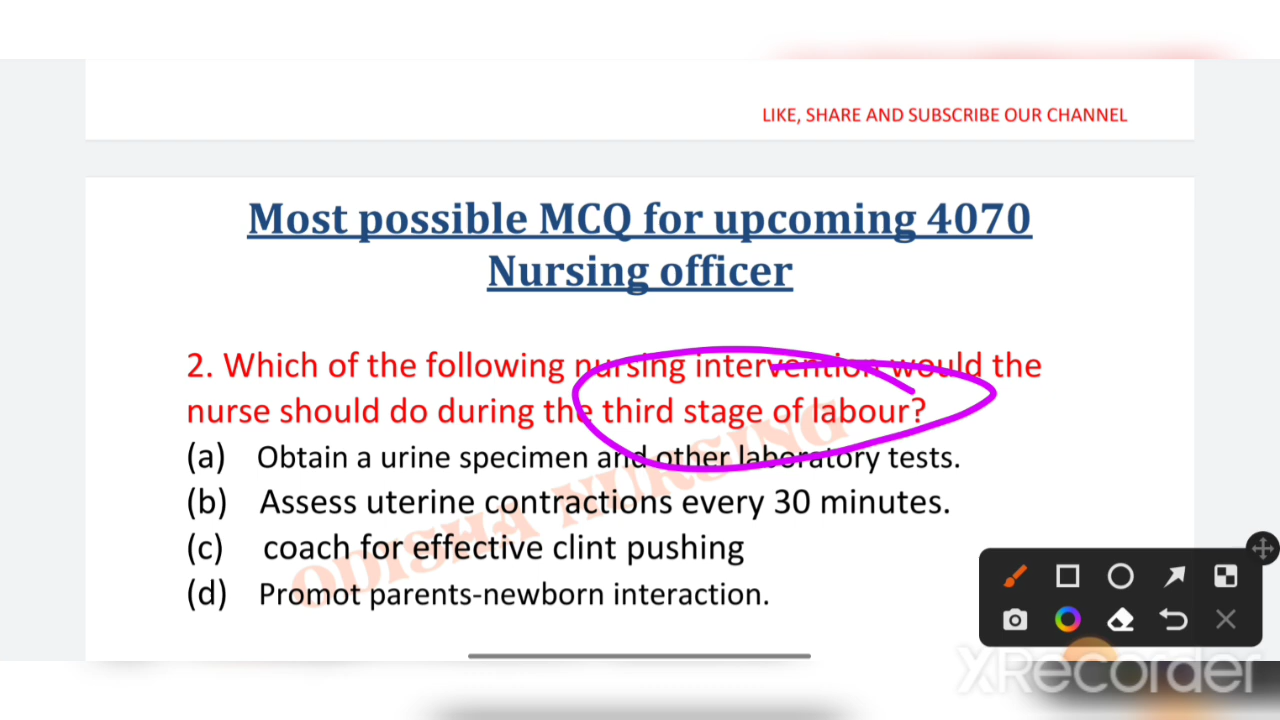 LIKE, SHARE AND SUBSCRIBE OUR CHANNEL
Most possible MCQ for upcoming 4070
Nursing officer
2. Which of the following nursing intervention would the
nurse should do during the third stage of labour?
(a) Obtain a urine specimen and other laboratory tests.
(b) Assess uterine contractions every 30 minutes.
(c) coach for effective clint pushing
(d) Promot parents-newborn interaction.
ODISHA NURSING
XRecorder